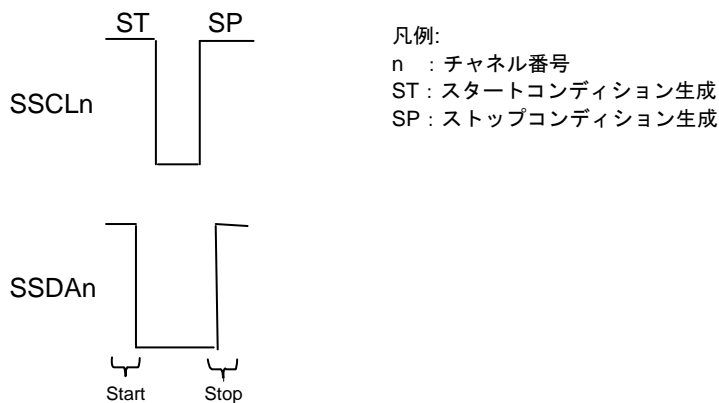 ST SP
凡例:
n ：チャネル番号
ST：スタートコンディション生成
SP：ストップコンディション生成
SSCLn
SSDAn
Start Stop